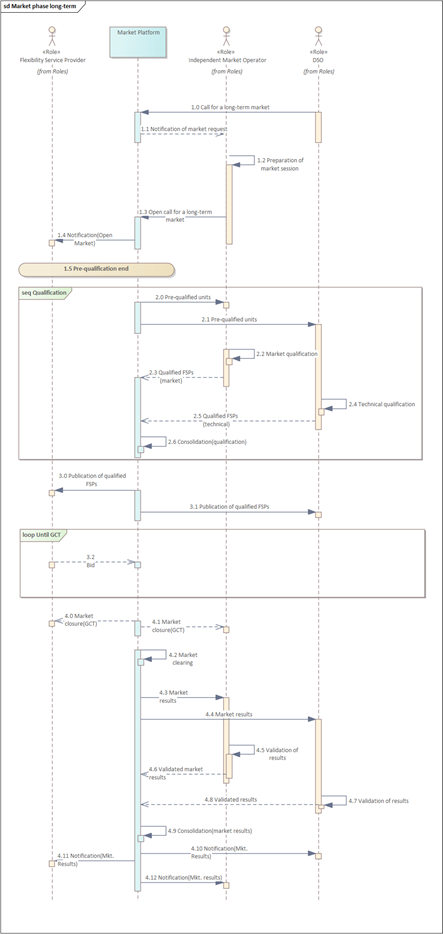 sd Market phase long-term
«Role»
Flexibility Service Provider
(from Roles)
Market Platform
«Role»
Independent Market Operator
(from Roles)
«Role»
DSO
(from Roles)
1.0 Call for a long-term market
1.1 Notification of market request
1.2 Preparation of
market session
1.3 Open call for a long-term
market
1.4 Notification(Open
Market)
1.5 Pre-qualification end
seq Qualification
2.0 Pre-qualified units
2.1 Pre-qualified units
2.2 Market qualification
2.3 Qualified FSPs
(market)
2.4 Technical qualification
2.5 Qualified FSPs
(technical)
2.6 Consolidation(qualification)
3.0 Publication of qualified
FSPs
3.1 Publication of qualified FSPs
loop Until GCT
3.2
Bid
4.0 Market
closure(GCT)
4.1 Market
closure(GCT)
4.2 Market
clearing
4.3 Market
results
4.4 Market results
4.5 Validation of
results
4.6 Validated market
results
4.7 Validation of results
4.8 Validated results
4.9 Consolidation(market results)
4.10 Notification(Mkt.
Results)
4.11 Notification(Mkt.
Results)
4.12 Notification(Mkt. results)